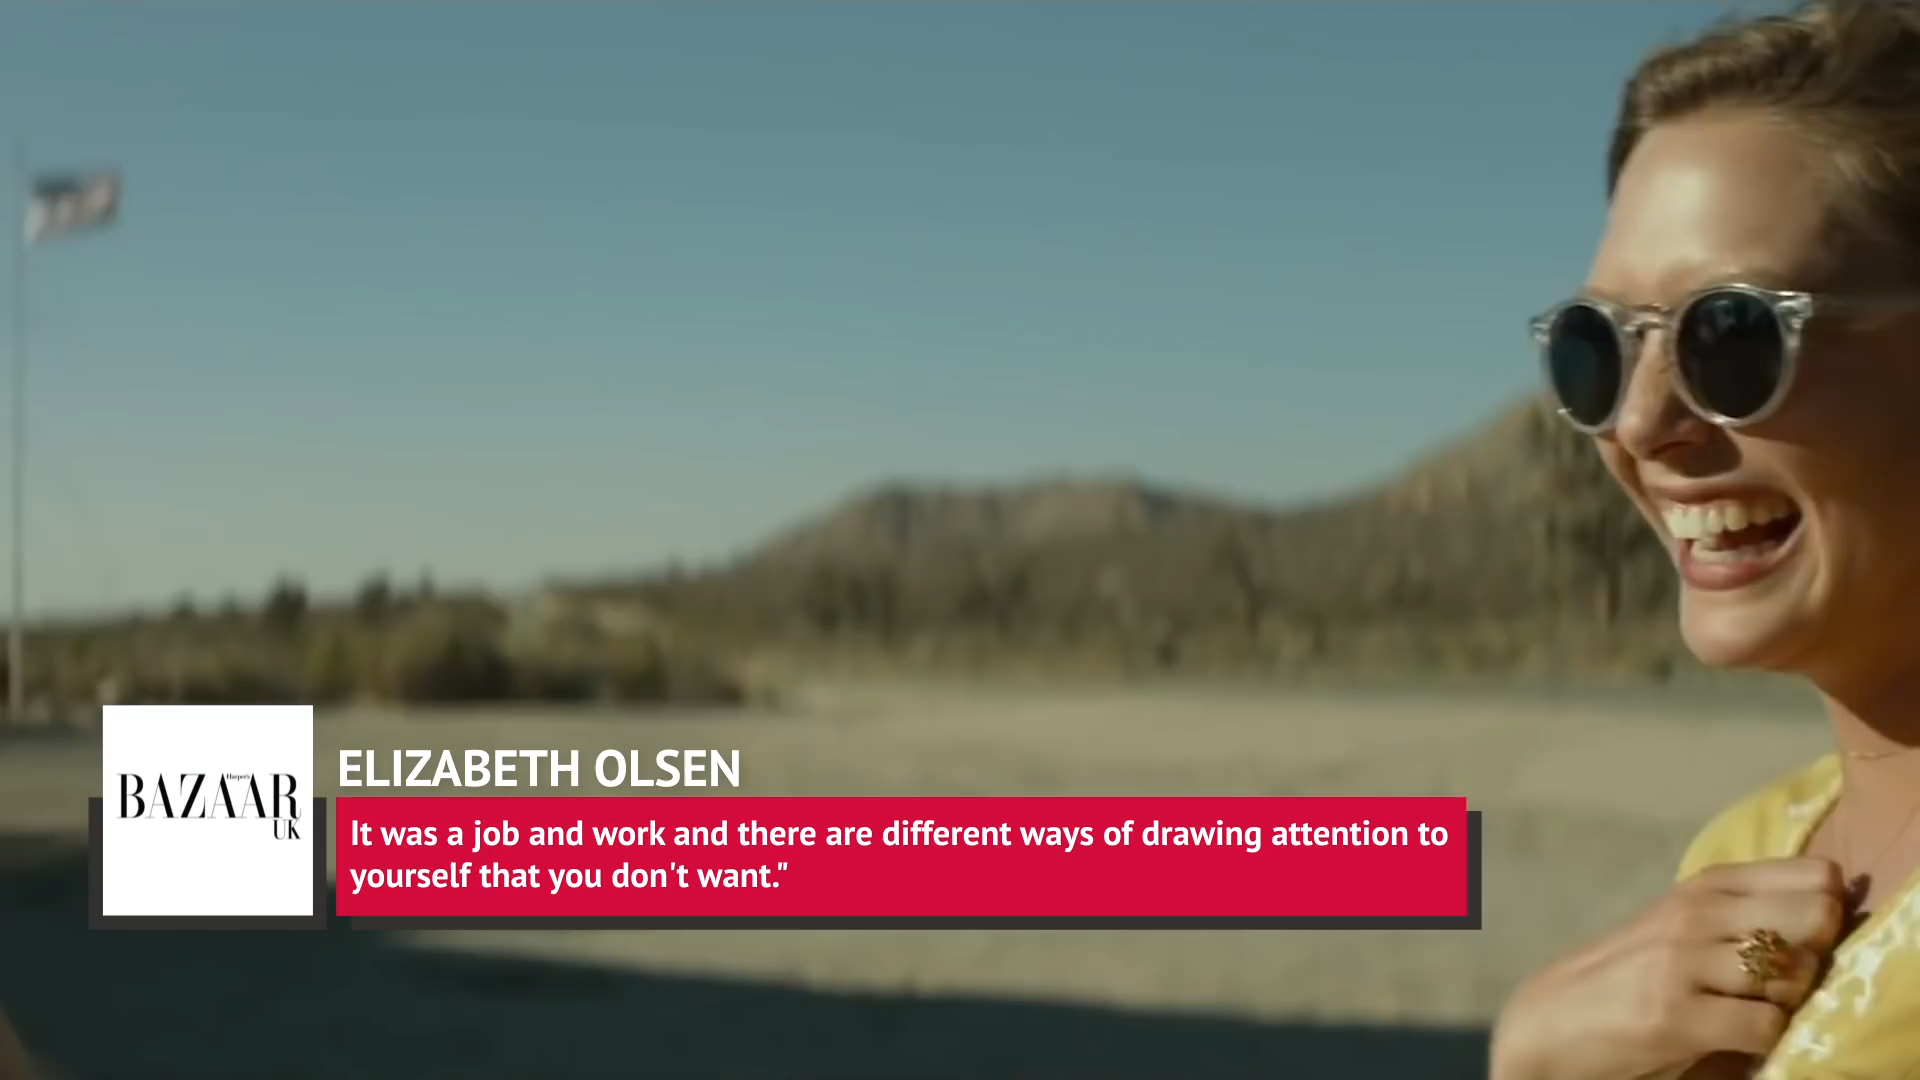 Harper's
BAZAAR
UK
ELIZABETH OLSEN
It was a job and work and there are different ways of drawing attention to
yourself that you don't want."